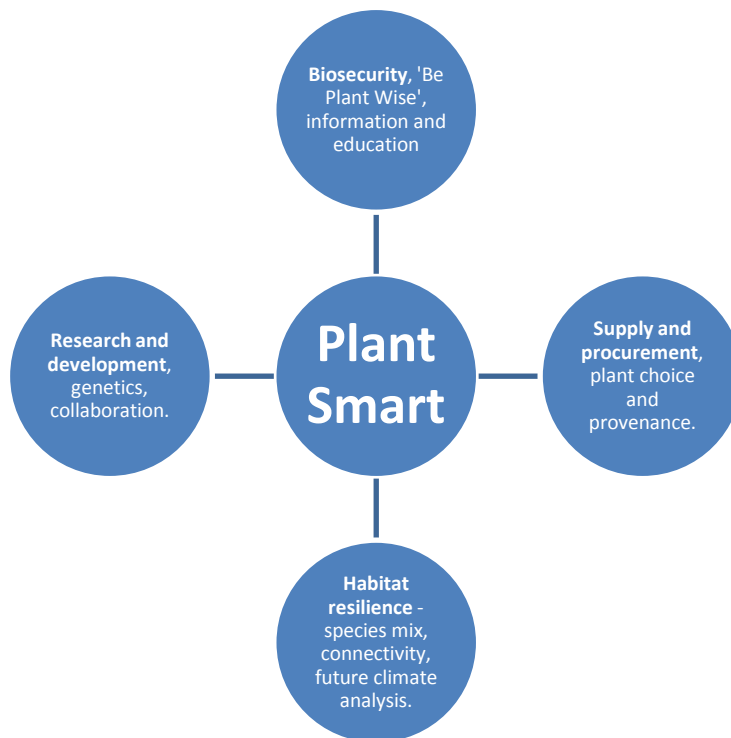 Biosecurity, 'Be
Plant Wise',
information and
education
Research and
development,
genetics,
collaboration.
Plant
Smart
Supply and
procurement,
plant choice
and
provenance.
Habitat
resilience -
species mix,
connectivity,
future climate
analysis.